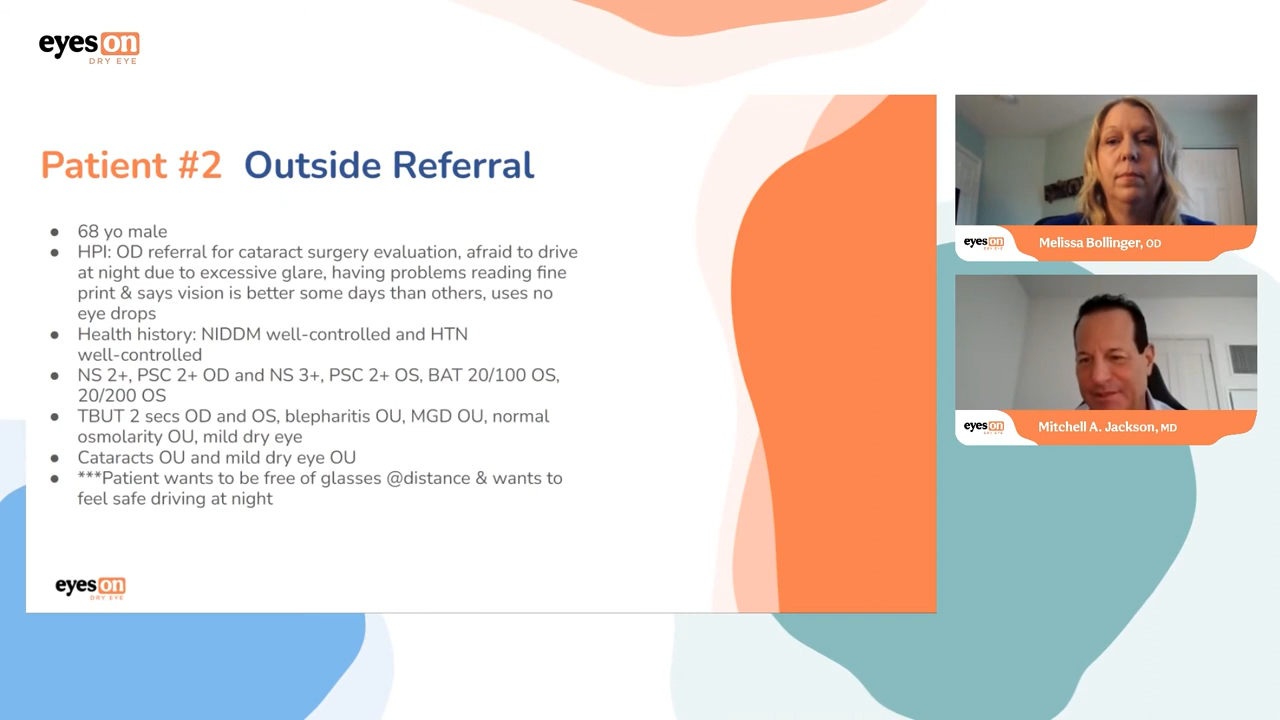 eyes on
DRY EYE
Patient #2 Outside Referral
● 68 yo male
● HPI: OD referral for cataract surgery evaluation, afraid to drive
at night due to excessive glare, having problems reading fine
print & says vision is better some days than others, uses no
eye drops
● Health history: NIDDM well-controlled and HTN
well-controlled
● NS 2+, PSC 2+ OD and NS 3+, PSC 2+ OS, BAT 20/100 OS,
20/200 OS
● TBUT 2 secs OD and OS, blepharitis OU, MGD OU, normal
osmolarity OU, mild dry eye
● Cataracts OU and mild dry eye OU
● ***Patient wants to be free of glasses @distance & wants to
feel safe driving at night
eyes on
DRY EYE
eyes on
DRY EYE
Melissa Bollinger, OD
eyes on
DRY EYE
Mitchell A. Jackson, MD